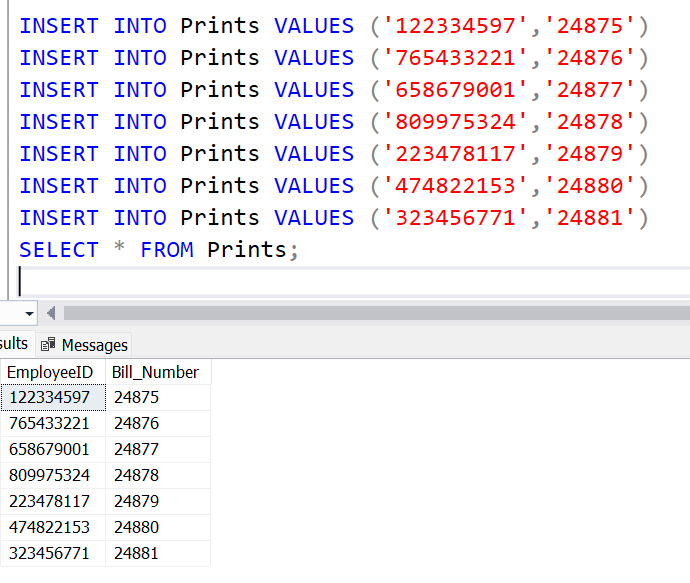 INSERT INTO Prints VALUES ('122334597','24875')
INSERT INTO Prints VALUES ('765433221','24876')
INSERT INTO Prints VALUES ('658679001','24877')
INSERT INTO Prints VALUES ('809975324','24878')
INSERT INTO Prints VALUES ('223478117','24879')
INSERT INTO Prints VALUES ('474822153','24880')
INSERT INTO Prints VALUES ('323456771','24881')
SELECT * FROM Prints;
sults Messages
EmployeeID Bill_Number
122334597 24875
765433221 24876
658679001 24877
809975324 24878
223478117 24879
474822153 24880
323456771 24881